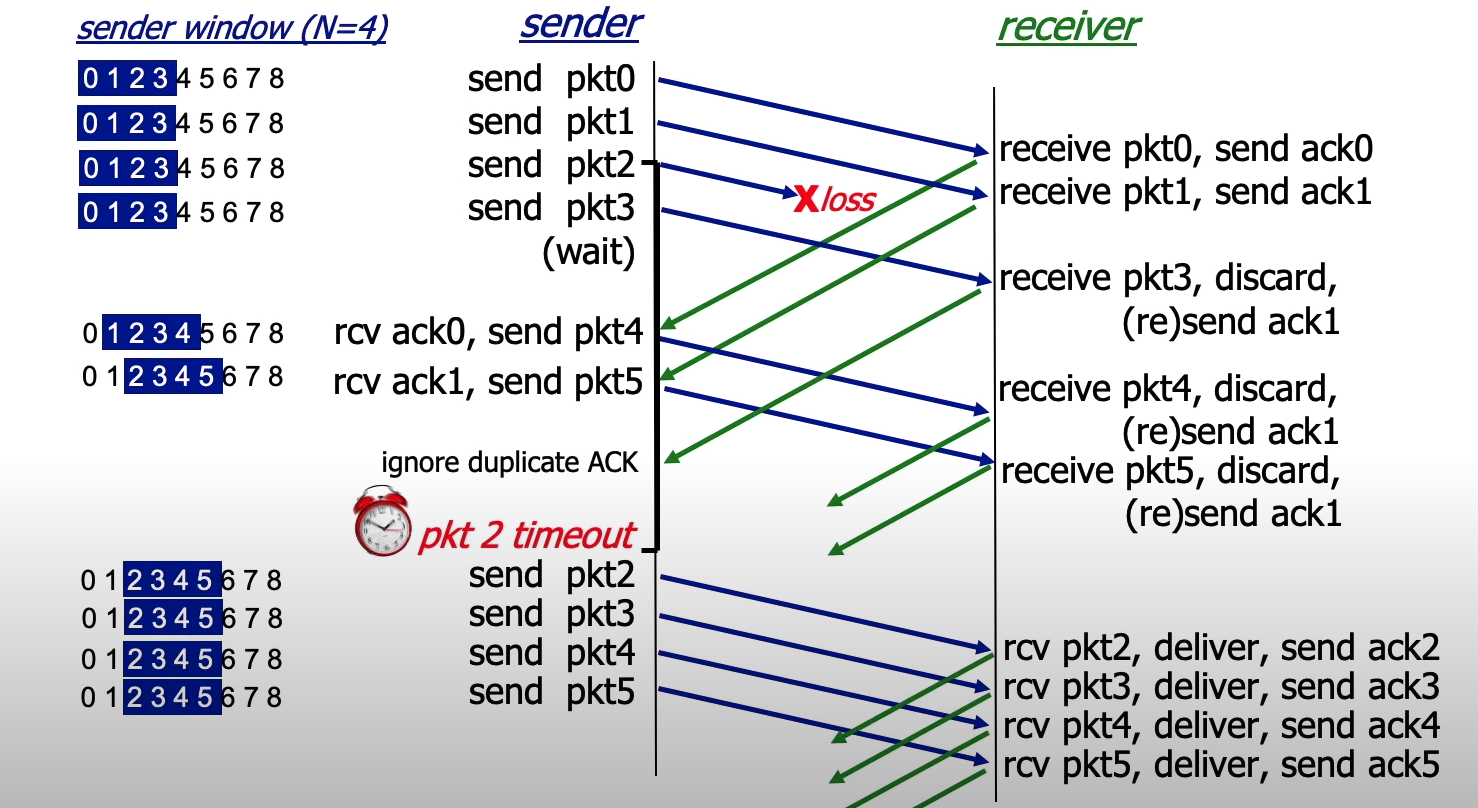 sender window (N=4)
sender
receiver
0 1 2 3 4 5 6 7 8
send pkt0
0 1 2 3 4 5 6 7 8
send pkt1
0 1 2 3 4 5 6 7 8
send pkt2
0 1 2 3 4 5 6 7 8
send pkt3
(wait)
X loss
receive pkt0, send ack0
receive pkt1, send ack1
receive pkt3, discard,
(re)send ack1
0 1 2 3 4 5 6 7 8
rcv ack0, send pkt4
0 1 2 3 4 5 6 7 8
rcv ack1, send pkt5
receive pkt4, discard,
(re)send ack1
ignore duplicate ACK
receive pkt5, discard,
(re)send ack1
pkt 2 timeout
0 1 2 3 4 5 6 7 8
send pkt2
0 1 2 3 4 5 6 7 8
send pkt3
0 1 2 3 4 5 6 7 8
send pkt4
0 1 2 3 4 5 6 7 8
send pkt5
rcv pkt2, deliver, send ack2
rcv pkt3, deliver, send ack3
rcv pkt4, deliver, send ack4
rcv pkt5, deliver, send ack5